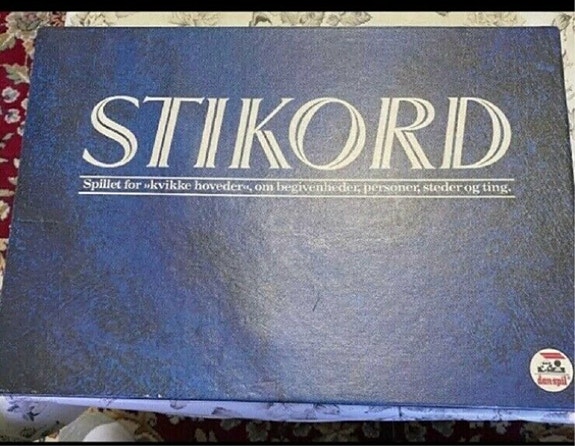 STIKORD
Spillet for »kvikke hoveder«, om begivenheder, personer, steder og ting.
danspil